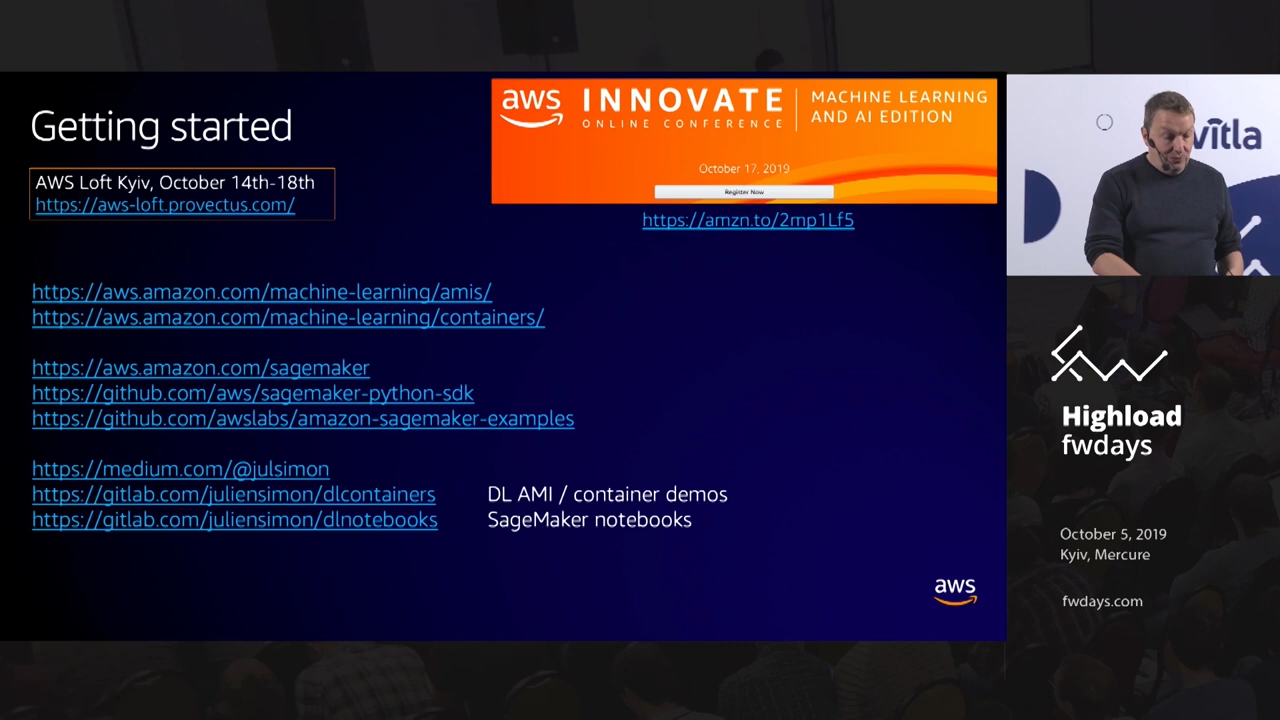 Getting started
AWS Loft Kyiv, October 14th-18th
https://aws-loft.provectus.com/
aws INNOVATE
ONLINE CONFERENCE
MACHINE LEARNING
AND AI EDITION
October 17, 2019
Register Now
https://amzn.to/2mp1Lf5
https://aws.amazon.com/machine-learning/amis/
https://aws.amazon.com/machine-learning/containers/
https://aws.amazon.com/sagemaker
https://github.com/aws/sagemaker-python-sdk
https://github.com/awslabs/amazon-sagemaker-examples
https://medium.com/@julsimon
https://gitlab.com/juliensimon/dlcontainers DL AMI / container demos
https://gitlab.com/juliensimon/dlnotebooks SageMaker notebooks
aws
vîtla
Highload
fwdays
October 5, 2019
Kyiv, Mercure
fwdays.com